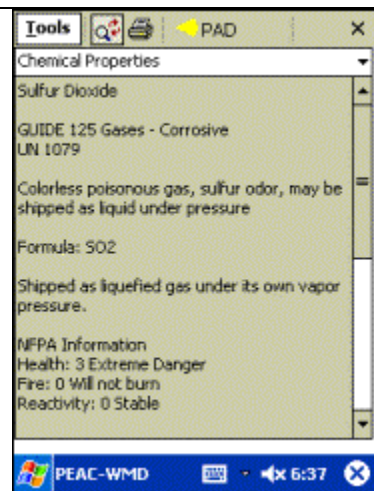 Tools PAD
Chemical Properties
Sulfur Dioxide
GUIDE 125 Gases - Corrosive
UN 1079
Colorless poisonous gas, sulfur odor, may be
shipped as liquid under pressure
Formula: SO2
Shipped as liquefied gas under its own vapor
pressure.
NFPA Information
Health: 3 Extreme Danger
Fire: 0 Will not burn
Reactivity: 0 Stable
PEAC-WMD 6:37